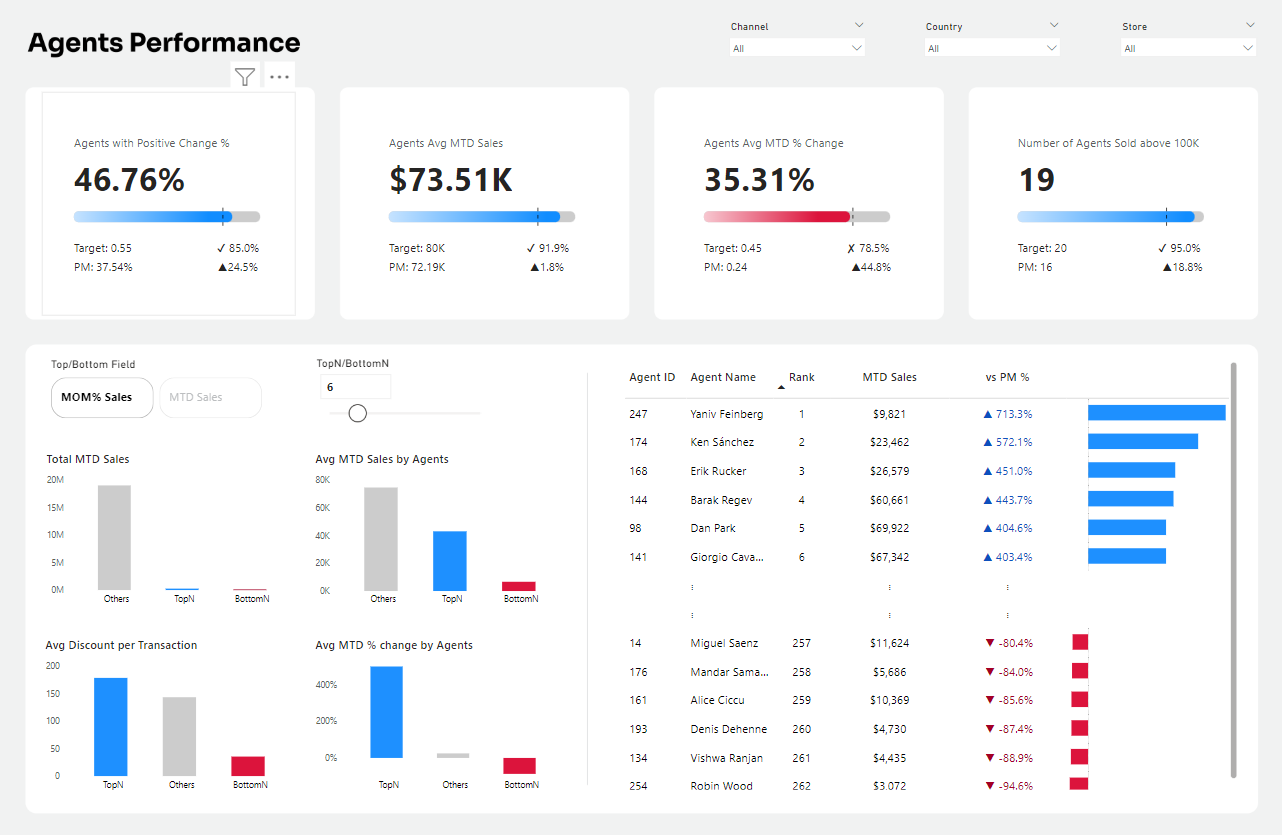 Agents Performance
Channel
All
Country
All
Store
All
Agents with Positive Change %
46.76%
Target: 0.55 ✓ 85.0%
PM: 37.54% ▲24.5%
Agents Avg MTD Sales
$73.51K
Target: 80K ✓ 91.9%
PM: 72.19K ▲1.8%
Agents Avg MTD % Change
35.31%
Target: 0.45 ✗ 78.5%
PM: 0.24 ▲44.8%
Number of Agents Sold above 100K
19
Target: 20 ✓ 95.0%
PM: 16 ▲18.8%
Top/Bottom Field
MOM% Sales MTD Sales
TopN/BottomN
6
Total MTD Sales
20M
15M
10M
5M
0M
Others TopN BottomN
Avg MTD Sales by Agents
80K
60K
40K
20K
0K
Others TopN BottomN
Avg Discount per Transaction
200
150
100
50
0
TopN Others BottomN
Avg MTD % change by Agents
400%
200%
0%
TopN Others BottomN
Agent ID Agent Name Rank MTD Sales vs PM %
247 Yaniv Feinberg 1 $9,821 ▲ 713.3%
174 Ken Sánchez 2 $23,462 ▲ 572.1%
168 Erik Rucker 3 $26,579 ▲ 451.0%
144 Barak Regev 4 $60,661 ▲ 443.7%
98 Dan Park 5 $69,922 ▲ 404.6%
141 Giorgio Cava... 6 $67,342 ▲ 403.4%
⁝ ⁝ ⁝
⁝ ⁝ ⁝
14 Miguel Saenz 257 $11,624 ▼ -80.4%
176 Mandar Sama... 258 $5,686 ▼ -84.0%
161 Alice Ciccu 259 $10,369 ▼ -85.6%
193 Denis Dehenne 260 $4,730 ▼ -87.4%
134 Vishwa Ranjan 261 $4,435 ▼ -88.9%
254 Robin Wood 262 $3,072 ▼ -94.6%